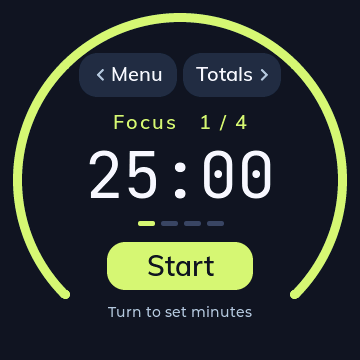 Menu Totals
Focus 1 / 4
25:00
Start
Turn to set minutes